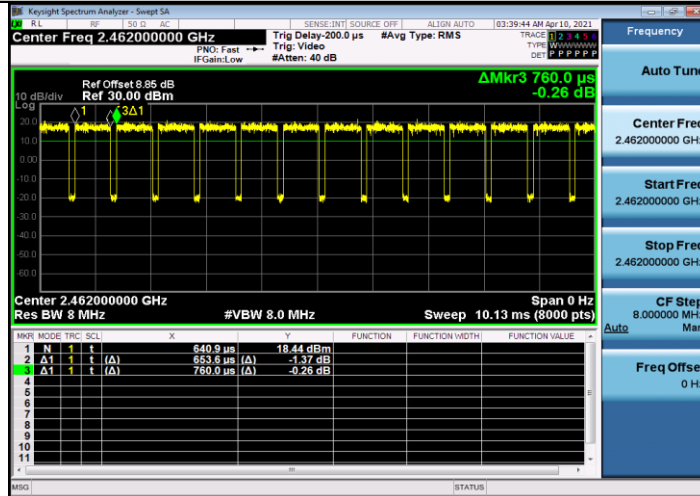 Keysight Spectrum Analyzer - Swept SA
RL RF 50 Ω AC SENSE:INT SOURCE OFF ALIGN AUTO 03:39:44 AM Apr 10, 2021
Center Freq 2.462000000 GHz
PNO: Fast
IFGain:Low
Trig Delay-200.0 µs
Trig: Video
#Atten: 40 dB
#Avg Type: RMS
TRACE 1 2 3 4 5 6
TYPE WWWWWW
DET P P P P P P
Frequency
ΔMkr3 760.0 µs
-0.26 dB
Ref Offset 8.85 dB
10 dB/div Ref 30.00 dBm
Log
1
3Δ1
20.0
10.0
0.00
-10.0
-20.0
-30.0
-40.0
-50.0
-60.0
Center 2.462000000 GHz Span 0 Hz
Res BW 8 MHz #VBW 8.0 MHz Sweep 10.13 ms (8000 pts)
MKR MODE TRC SCL X Y FUNCTION FUNCTION WIDTH FUNCTION VALUE
1 N 1 t 640.9 µs 18.44 dBm
2 Δ1 1 t (Δ) 653.6 µs (Δ) -1.37 dB
3 Δ1 1 t (Δ) 760.0 µs (Δ) -0.26 dB
4
5
6
7
8
9
10
11
MSG STATUS
Auto Tune
Center Freq
2.462000000 GHz
Start Freq
2.462000000 GHz
Stop Freq
2.462000000 GHz
CF Step
8.000000 MHz
Auto Man
Freq Offset
0 Hz